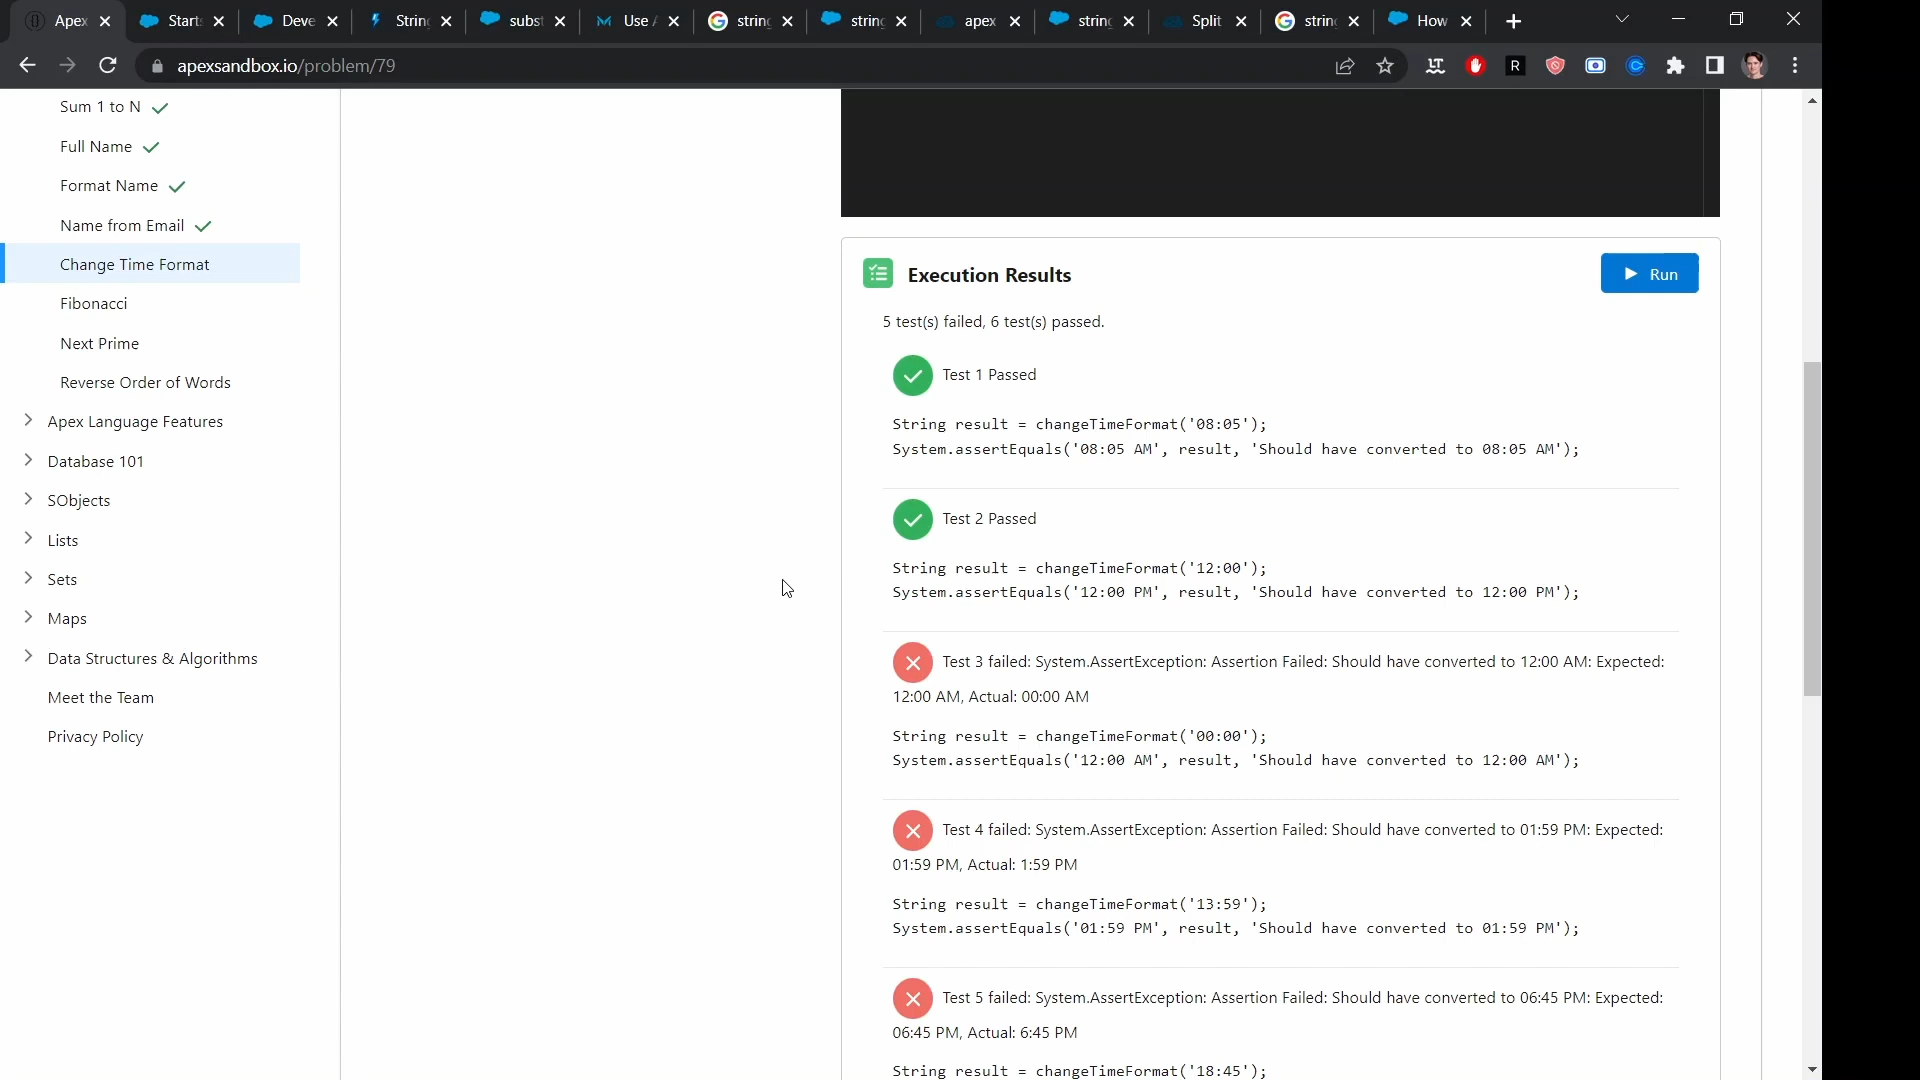 Apex
Starts
Deve
String
subst
Use
string
string
apex
string
Split
string
How
apexsandbox.io/problem/79
Sum 1 to N
Full Name
Format Name
Name from Email
Change Time Format
Fibonacci
Next Prime
Reverse Order of Words
Apex Language Features
Database 101
SObjects
Lists
Sets
Maps
Data Structures & Algorithms
Meet the Team
Privacy Policy
Execution Results
Run
5 test(s) failed, 6 test(s) passed.
Test 1 Passed
String result = changeTimeFormat('08:05');
System.assertEquals('08:05 AM', result, 'Should have converted to 08:05 AM');
Test 2 Passed
String result = changeTimeFormat('12:00');
System.assertEquals('12:00 PM', result, 'Should have converted to 12:00 PM');
Test 3 failed: System.AssertException: Assertion Failed: Should have converted to 12:00 AM: Expected:
12:00 AM, Actual: 00:00 AM
String result = changeTimeFormat('00:00');
System.assertEquals('12:00 AM', result, 'Should have converted to 12:00 AM');
Test 4 failed: System.AssertException: Assertion Failed: Should have converted to 01:59 PM: Expected:
01:59 PM, Actual: 1:59 PM
String result = changeTimeFormat('13:59');
System.assertEquals('01:59 PM', result, 'Should have converted to 01:59 PM');
Test 5 failed: System.AssertException: Assertion Failed: Should have converted to 06:45 PM: Expected:
06:45 PM, Actual: 6:45 PM
String result = changeTimeFormat('18:45');